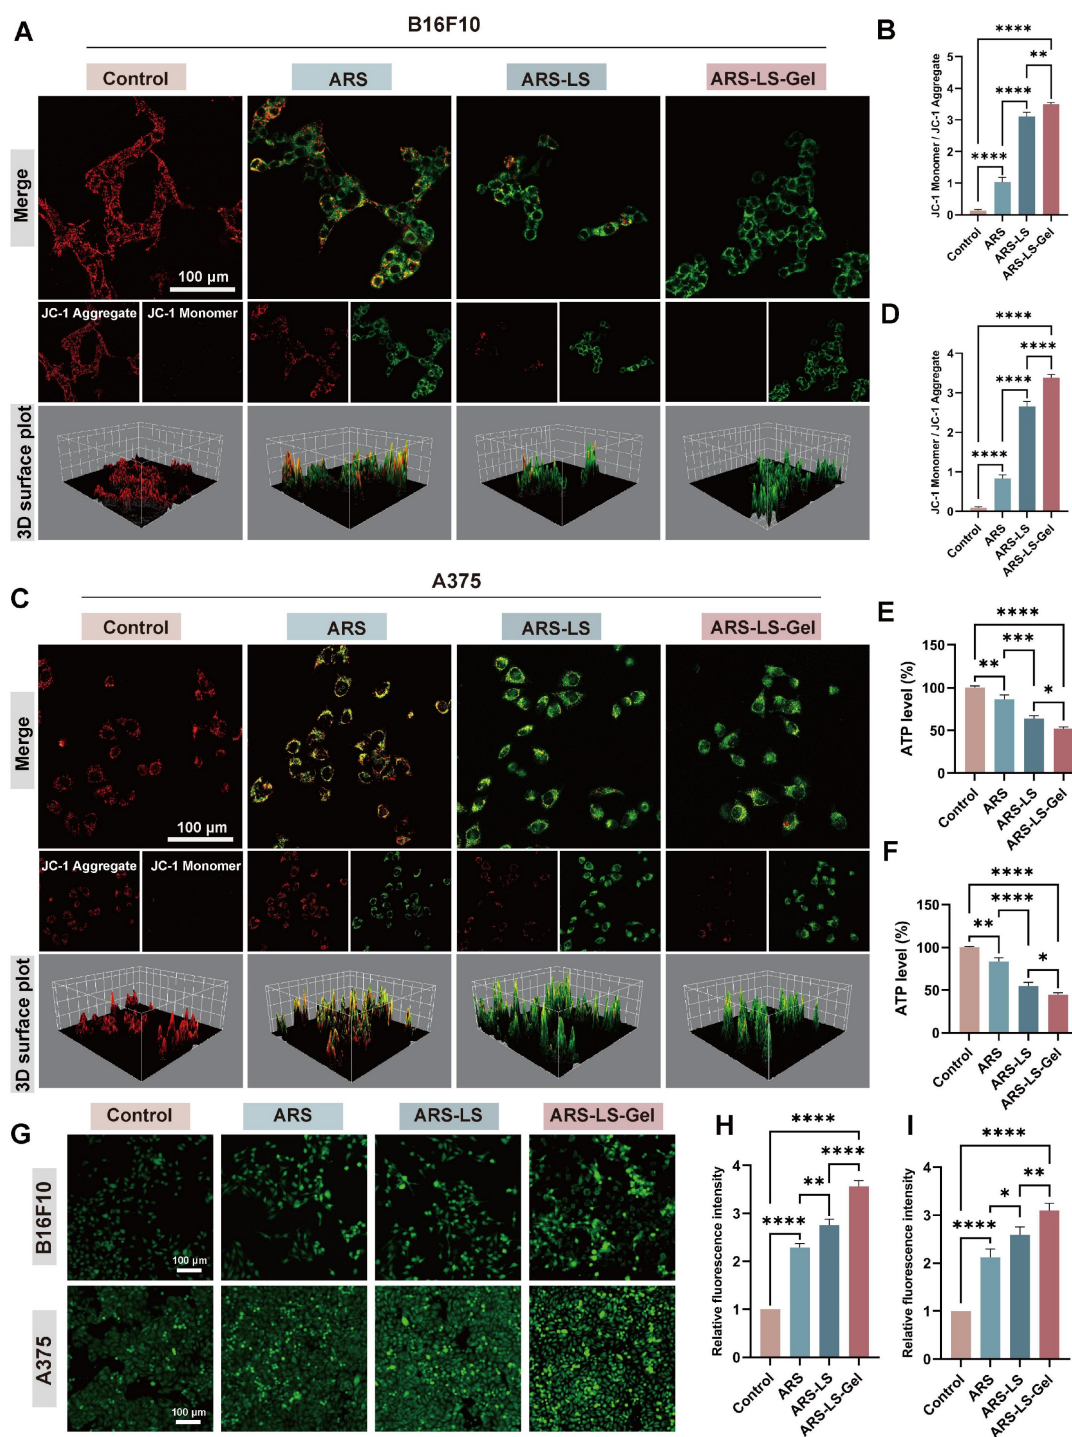 A
B16F10
Control
ARS
ARS-LS
ARS-LS-Gel
Merge
100 µm
JC-1 Aggregate
JC-1 Monomer
3D surface plot
B
JC-1 Monomer / JC-1 Aggregate
5
4
3
2
1
0
****
**
****
****
Control
ARS
ARS-LS
ARS-LS-Gel
D
JC-1 Monomer / JC-1 Aggregate
4
3
2
1
0
****
****
****
****
Control
ARS
ARS-LS
ARS-LS-Gel
C
A375
Control
ARS
ARS-LS
ARS-LS-Gel
Merge
100 µm
JC-1 Aggregate
JC-1 Monomer
3D surface plot
E
ATP level (%)
150
100
50
0
****
***
**
*
Control
ARS
ARS-LS
ARS-LS-Gel
F
ATP level (%)
150
100
50
0
****
****
**
*
Control
ARS
ARS-LS
ARS-LS-Gel
G
Control
ARS
ARS-LS
ARS-LS-Gel
B16F10
100 µm
A375
100 µm
H
Relative fluorescence intensity
4
3
2
1
0
****
****
**
****
Control
ARS
ARS-LS
ARS-LS-Gel
I
Relative fluorescence intensity
4
3
2
1
0
****
**
*
****
Control
ARS
ARS-LS
ARS-LS-Gel